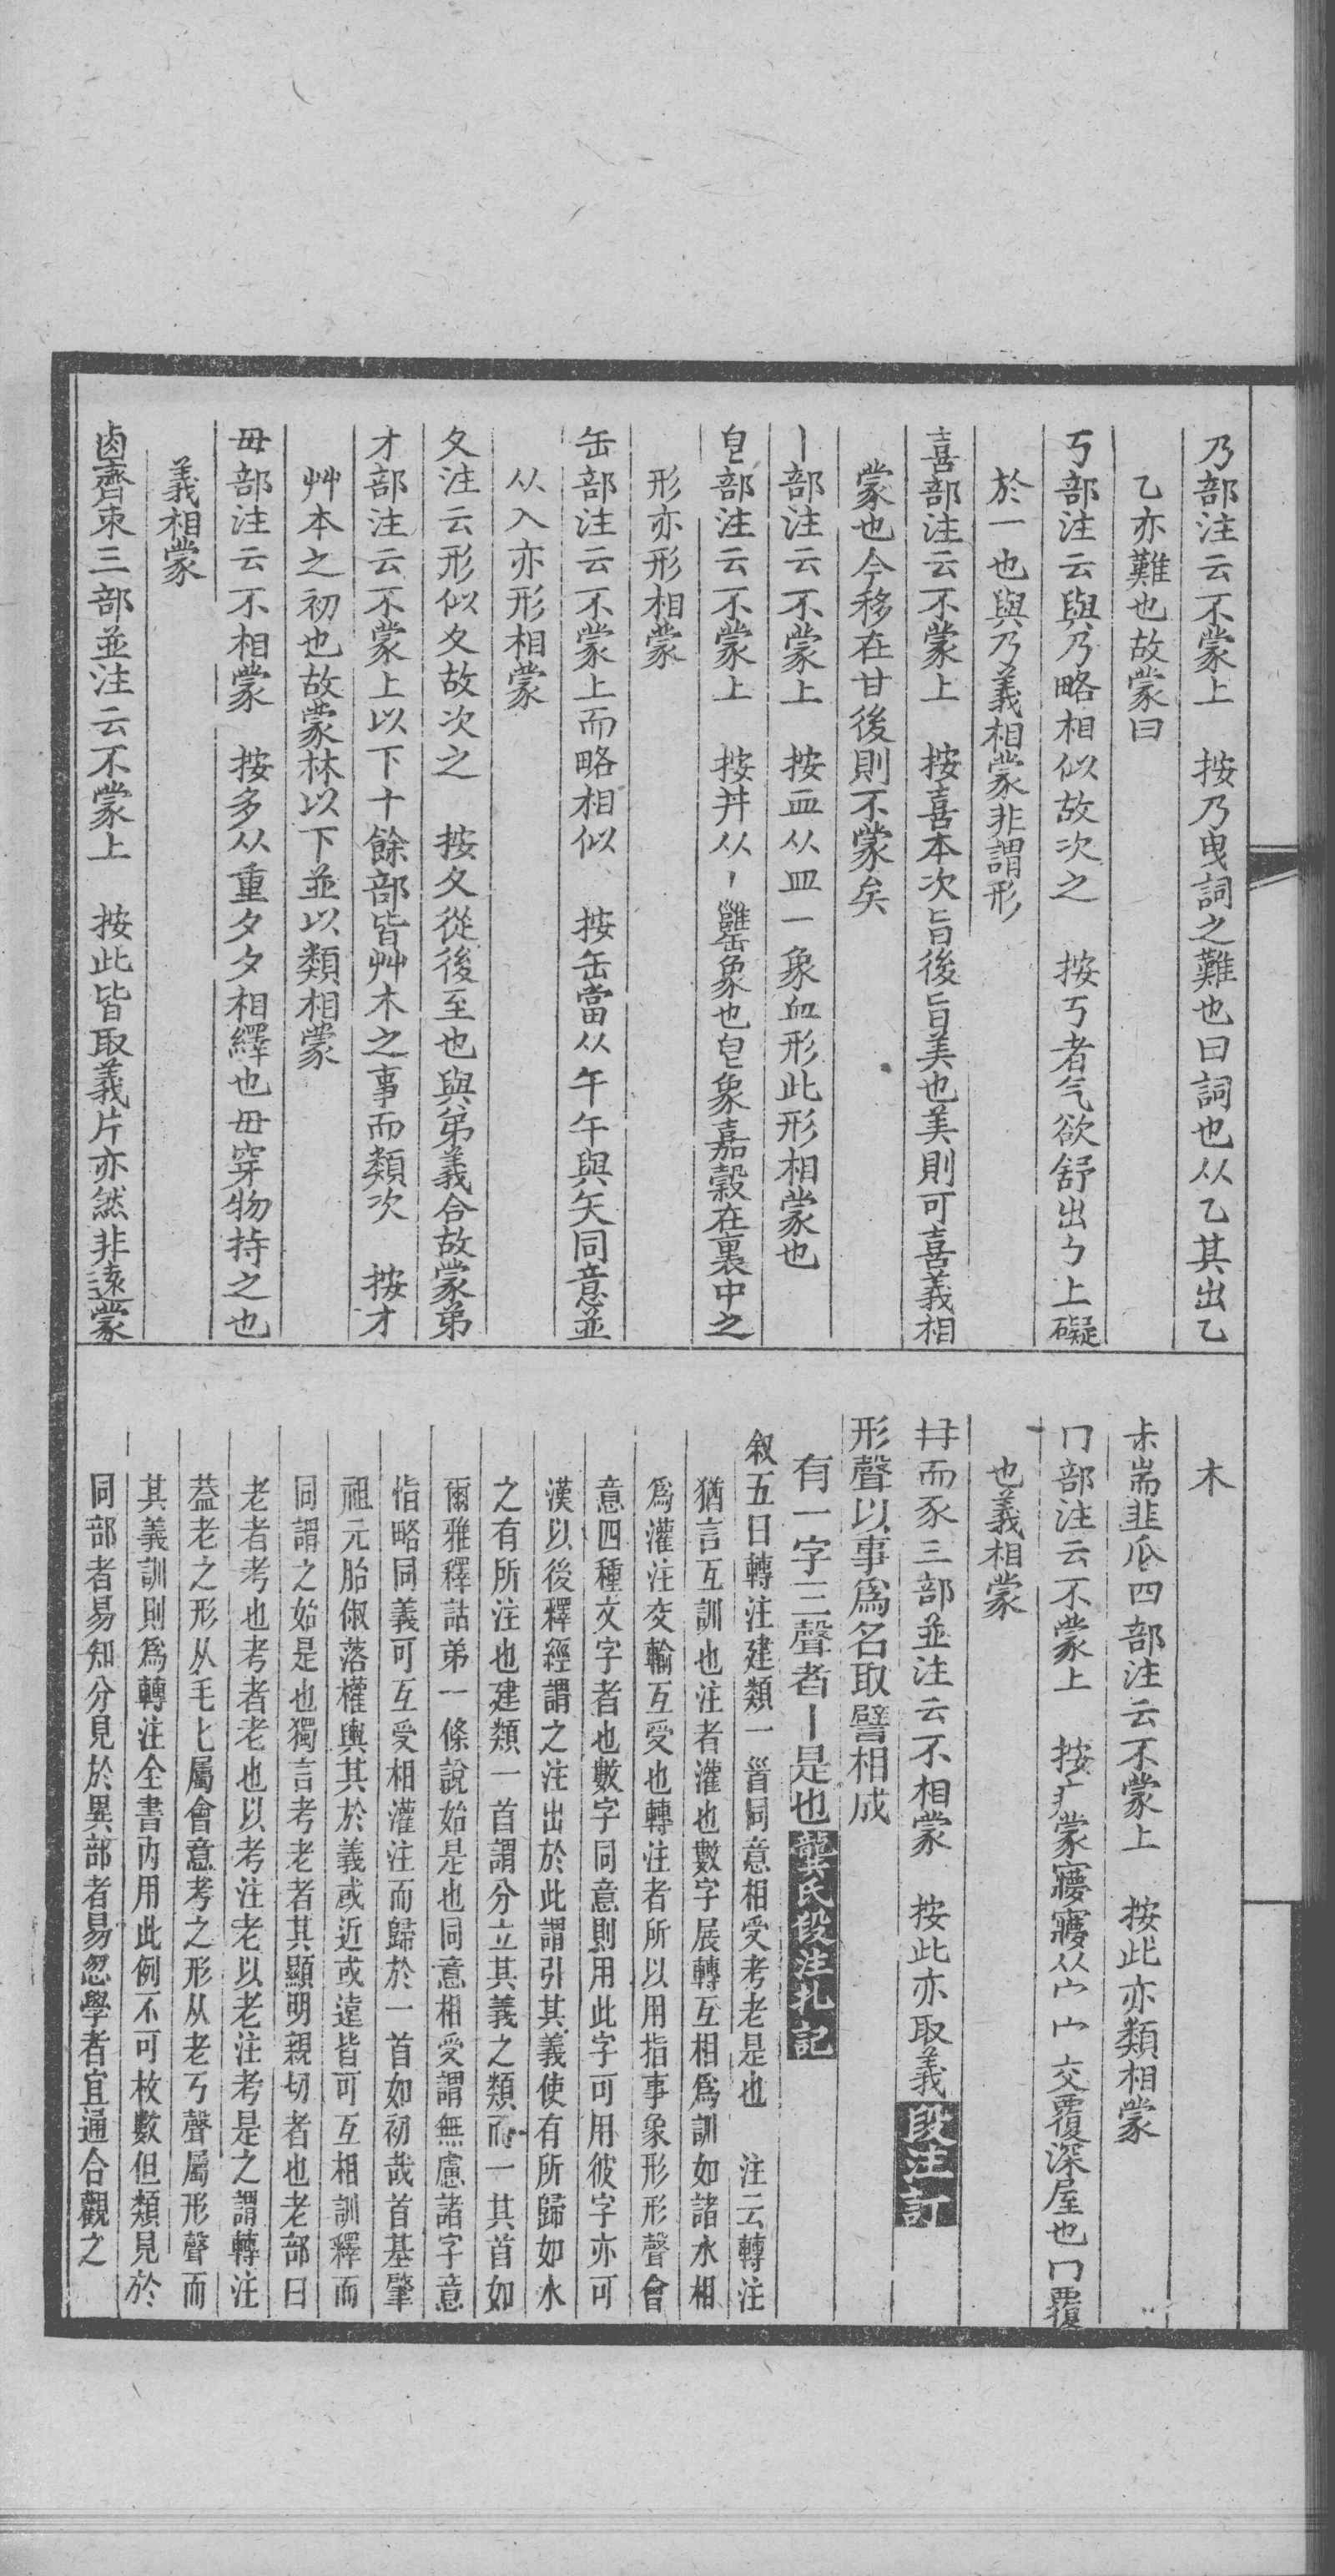 乃部注云不蒙上　按乃曳詞之難也曰詞也从乙其出乙
乙亦難也故蒙曰
丂部注云與乃略相似故次之　按丂者气欲舒出ㄅ上礙
於一也與乃義相蒙非謂形
喜部注云不蒙上　按喜本次旨後旨美也美則可喜義相
蒙也今移在甘後則不蒙矣
丨部注云不蒙上　按血从皿一象血形此形相蒙也
皀部注云不蒙上　按丼从丶罋象也皀象嘉穀在裏中之
形亦形相蒙
缶部注云不蒙上而略相似　按缶當从午午與矢同意並
从入亦形相蒙
夂注云形似夊故次之　按夂從後至也與弟義合故蒙弟
才部注云不蒙上以下十餘部皆艸木之事而類次　按才
艸本之初也故蒙林以下並以類相蒙
毌部注云不相蒙　按多从重夕夕相繹也毌穿物持之也
義相蒙
卤齊朿三部並注云不蒙上　按此皆取義片亦然非遠蒙
木
尗耑韭瓜四部注云不蒙上　按此亦類相蒙
冂部注云不蒙上　按疒蒙寢寢从宀宀交覆深屋也冂覆
也義相蒙
幵而豕三部並注云不相蒙　按此亦取義段注訂
形聲以事爲名取譬相成
有一字三聲者丨是也龔氏段注札記
叙五日轉注建類一𩠐同意相受考老是也　注云轉注
猶言互訓也注者灌也數字展轉互相爲訓如諸水相
爲灌注交輸互受也轉注者所以用指事象形形聲會
意四種文字者也數字同意則用此字可用彼字亦可
漢以後釋經謂之注出於此謂引其義使有所歸如水
之有所注也建類一首謂分立其義之類而一其首如
爾雅釋詁弟一條說始是也同意相受謂無慮諸字意
恉略同義可互受相灌注而歸於一首如初哉首基肇
祖元胎俶落權輿其於義或近或遠皆可互相訓釋而
同謂之始是也獨言考老者其顯明親切者也老部曰
老者考也考者老也以考注老以老注考是之謂轉注
葢老之形从毛匕屬會意考之形从老丂聲屬形聲而
其義訓則爲轉注全書內用此例不可枚數但類見於
同部者易知分見於異部者易忽學者宜通合觀之